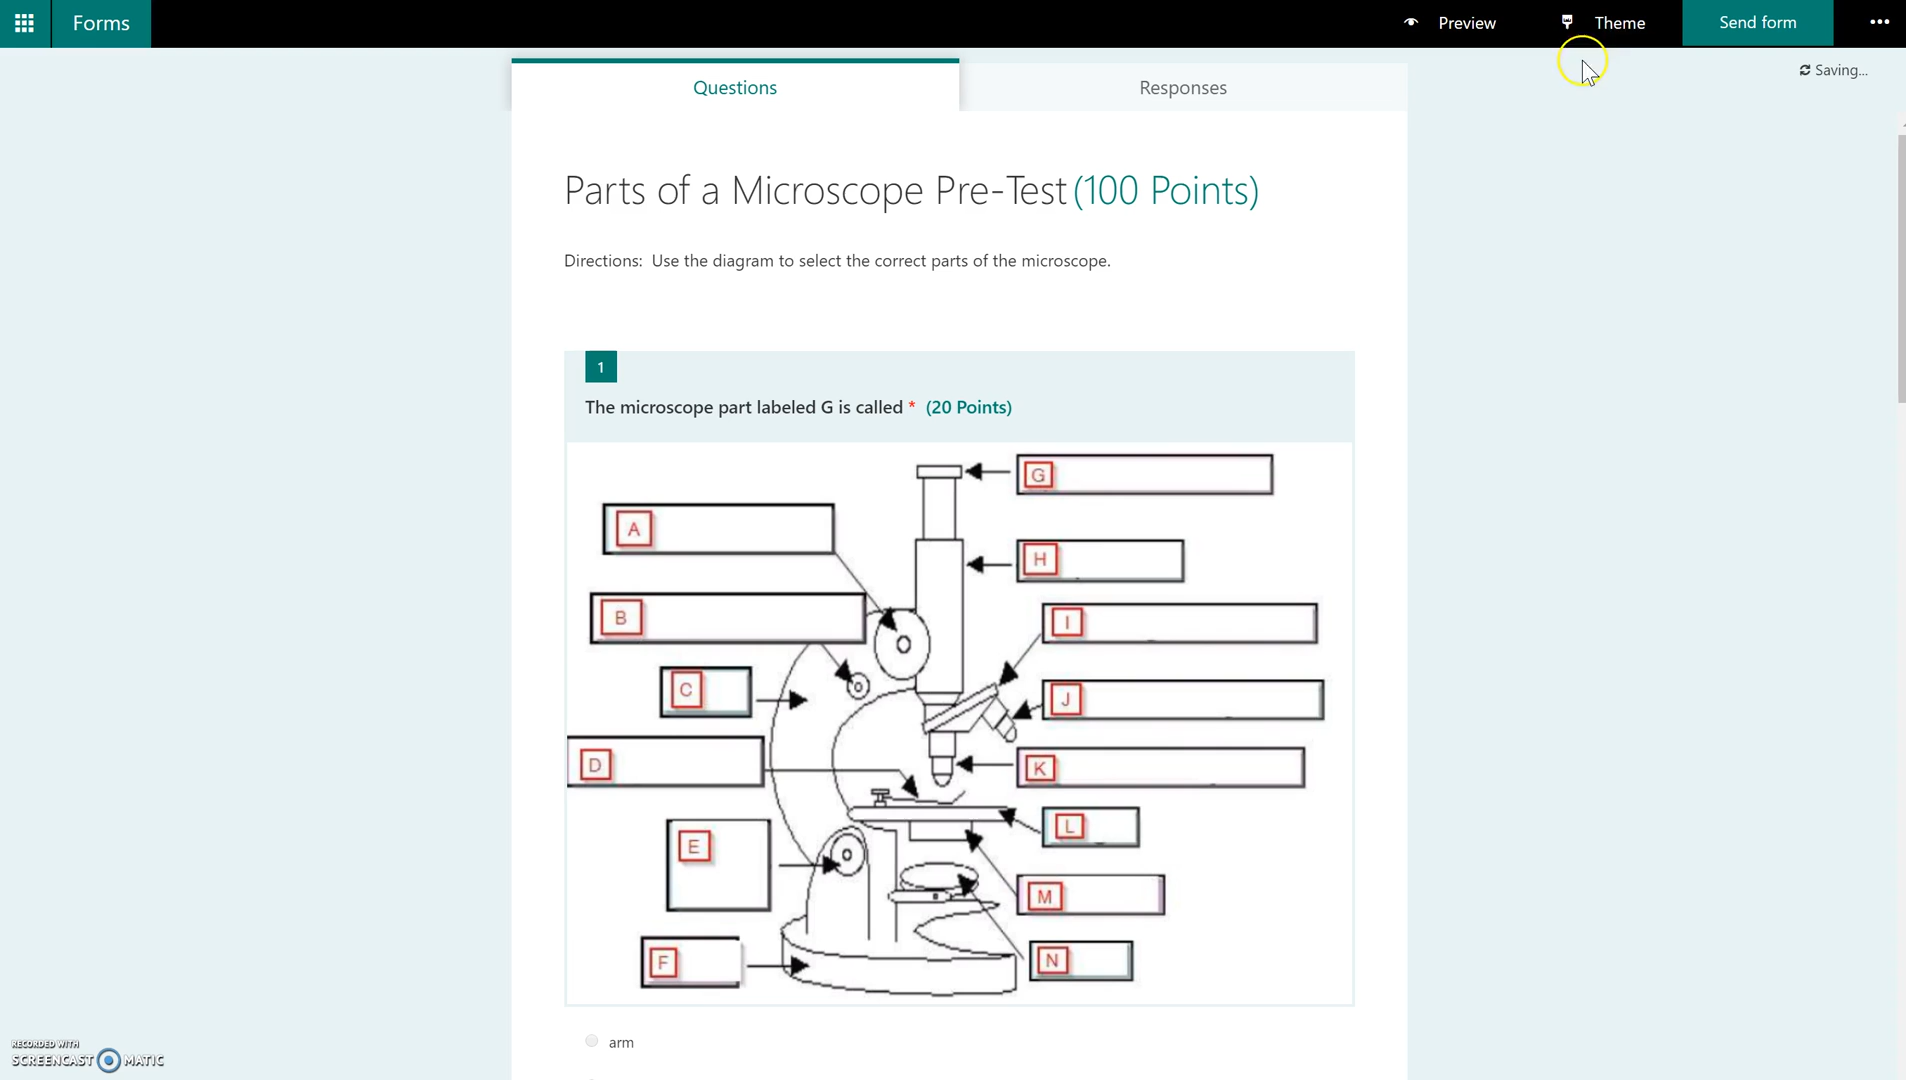 Forms
Preview
Theme
Send form
Saving...
Questions
Responses
Parts of a Microscope Pre-Test (100 Points)
Directions:  Use the diagram to select the correct parts of the microscope.
1
The microscope part labeled G is called * (20 Points)
G
A
H
B
I
C
J
D
K
L
E
M
F
N
arm
RECORDED WITH
SCREENCAST MATIC